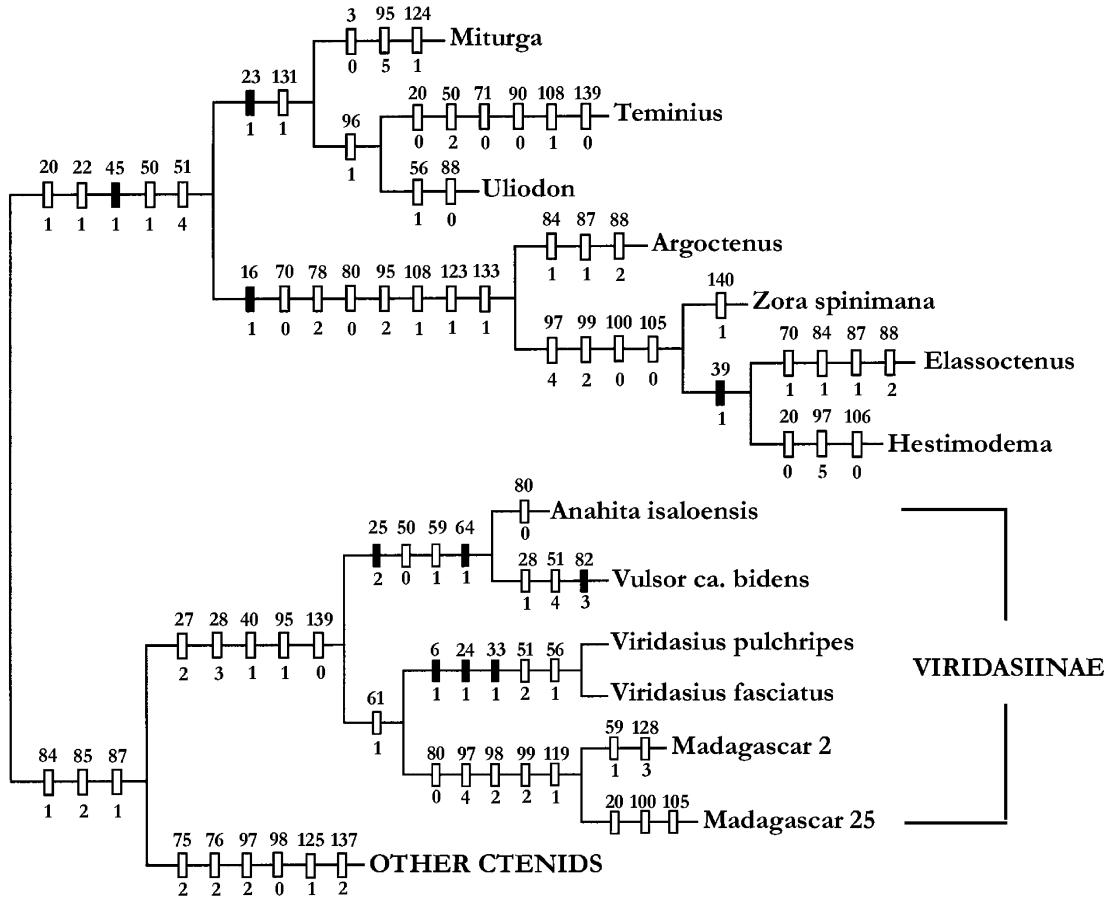 3 95 124
Miturga
0 5 1
23 131
1 1
20 50 71 90 108 139
Teminius
0 2 0 0 1 0
96
1
56 88
Uliodon
1 0
20 22 45 50 51
1 1 1 1 4
84 87 88
Argoctenus
1 1 2
16 70 78 80 95 108 123 133
1 0 2 0 2 1 1 1
140
Zora spinimana
1
97 99 100 105
4 2 0 0
70 84 87 88
Elassoctenus
1 1 1 2
39
1
20 97 106
Hestimodema
0 5 0
80
Anahita isaloensis
0
25 50 59 64
2 0 1 1
28 51 82
Vulsor ca. bidens
1 4 3
27 28 40 95 139
2 3 1 1 0
Viridasius pulchripes
6 24 33 51 56
1 1 1 2 1
Viridasius fasciatus
VIRIDASIINAE
61
1
59 128
Madagascar 2
1 3
80 97 98 99 119
0 4 2 2 1
20 100 105
Madagascar 25
84 85 87
1 2 1
75 76 97 98 125 137
OTHER CTENIDS
2 2 2 0 1 2